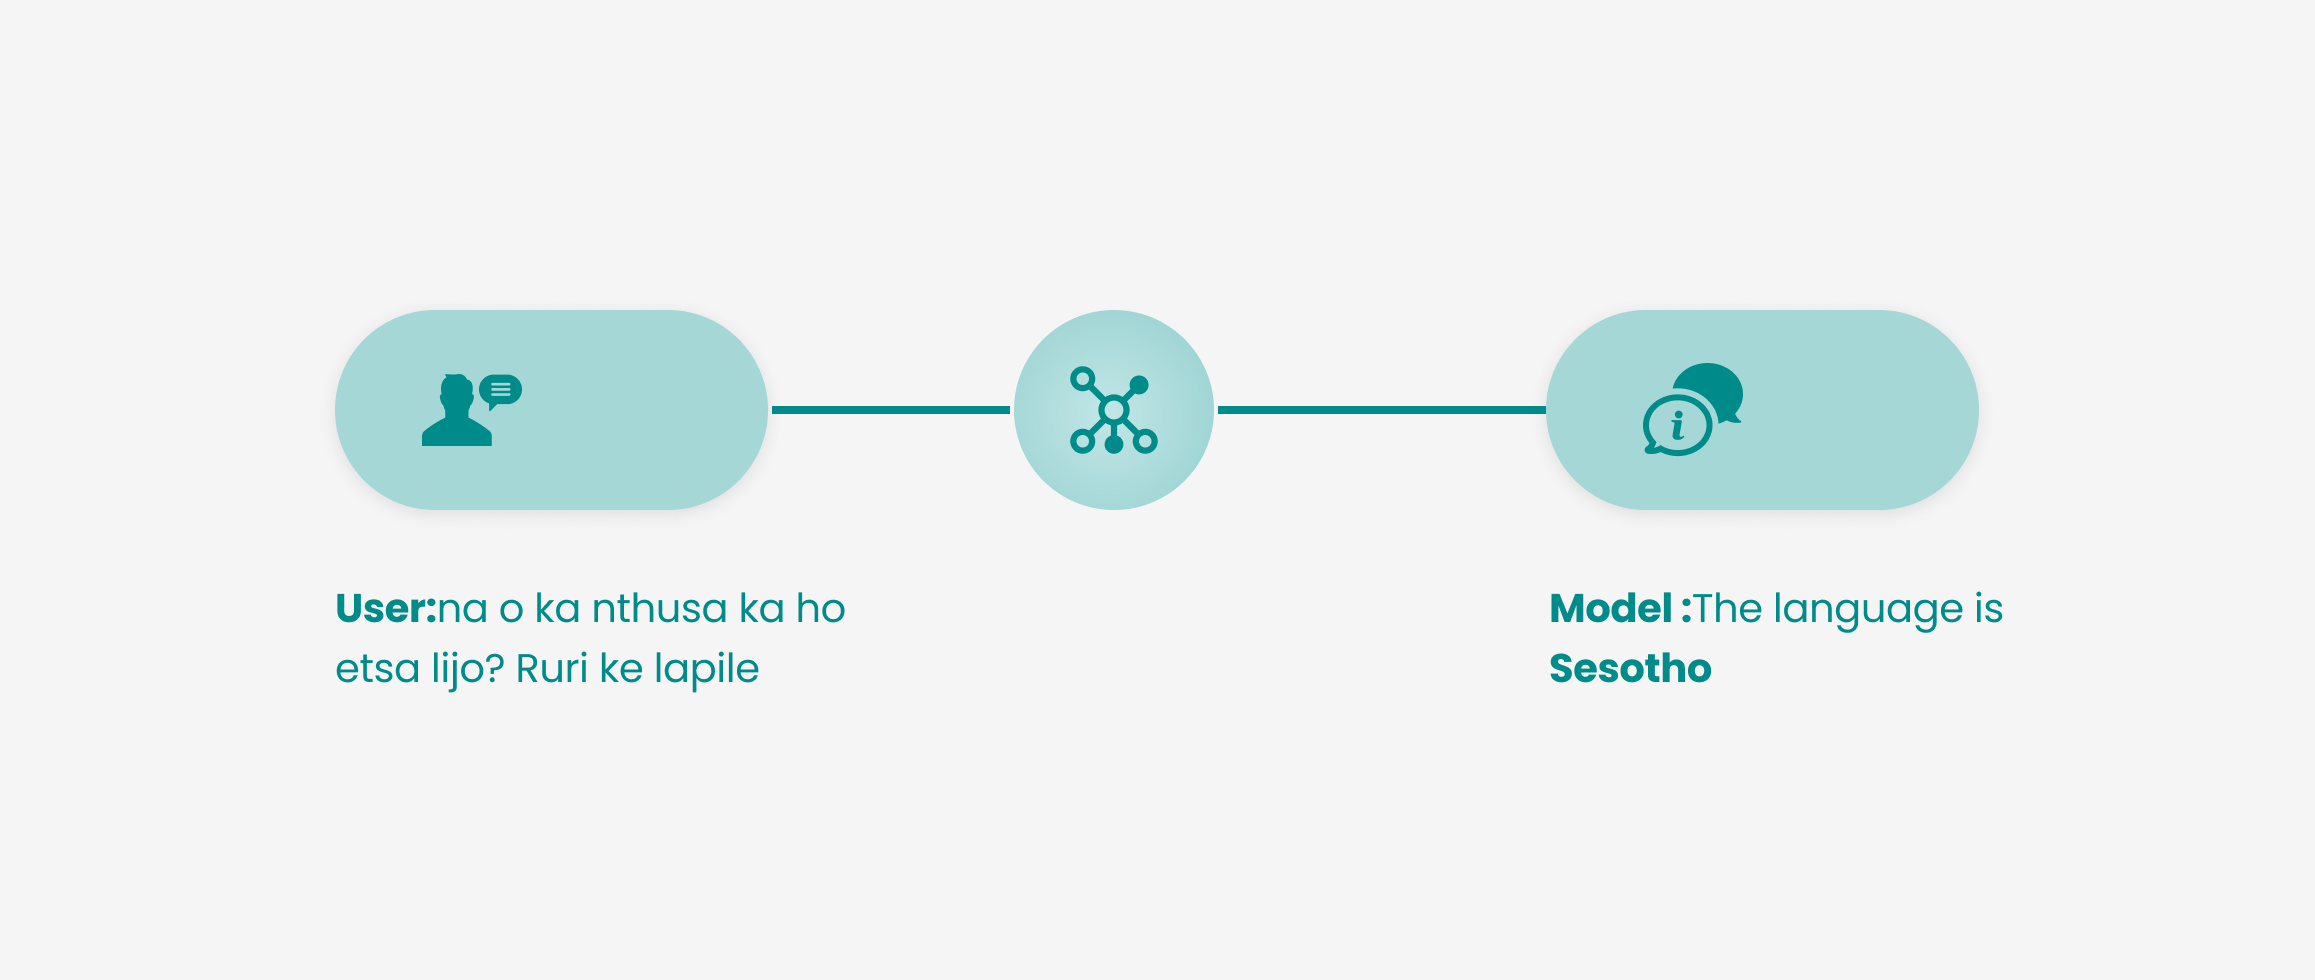 User:na o ka nthusa ka ho
etsa lijo? Ruri ke lapile
Model :The language is
Sesotho